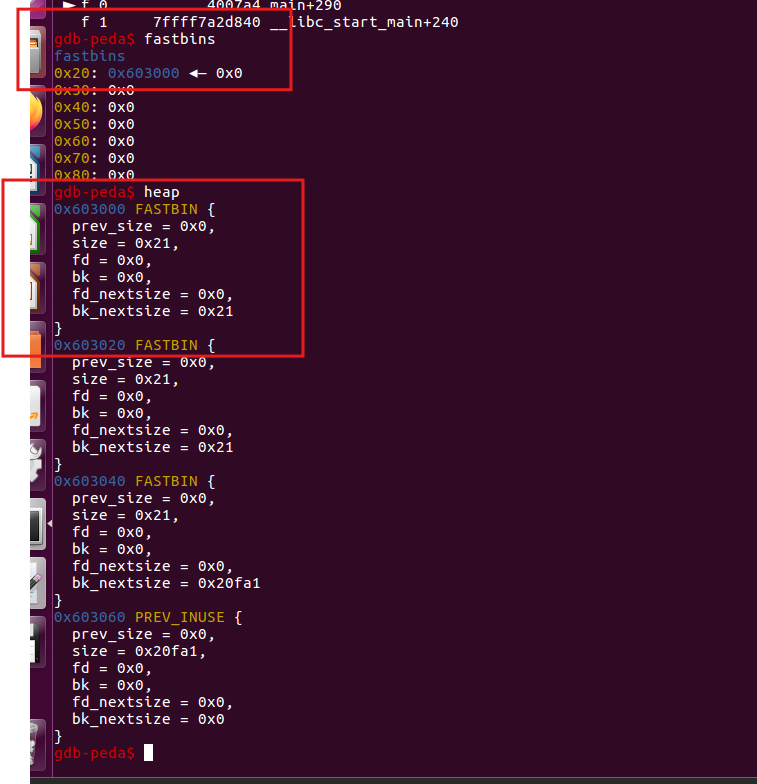 ► f 0 4007a4 main+290
f 1 7ffff7a2d840 __libc_start_main+240
gdb-peda$ fastbins
fastbins
0x20: 0x603000 ◄— 0x0
0x30: 0x0
0x40: 0x0
0x50: 0x0
0x60: 0x0
0x70: 0x0
0x80: 0x0
gdb-peda$ heap
0x603000 FASTBIN {
  prev_size = 0x0,
  size = 0x21,
  fd = 0x0,
  bk = 0x0,
  fd_nextsize = 0x0,
  bk_nextsize = 0x21
}
0x603020 FASTBIN {
  prev_size = 0x0,
  size = 0x21,
  fd = 0x0,
  bk = 0x0,
  fd_nextsize = 0x0,
  bk_nextsize = 0x21
}
0x603040 FASTBIN {
  prev_size = 0x0,
  size = 0x21,
  fd = 0x0,
  bk = 0x0,
  fd_nextsize = 0x0,
  bk_nextsize = 0x20fa1
}
0x603060 PREV_INUSE {
  prev_size = 0x0,
  size = 0x20fa1,
  fd = 0x0,
  bk = 0x0,
  fd_nextsize = 0x0,
  bk_nextsize = 0x0
}
gdb-peda$